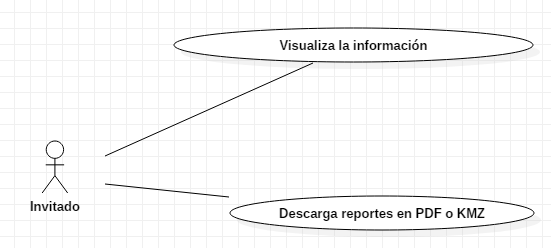 Visualiza la información
Invitado
Descarga reportes en PDF o KMZ